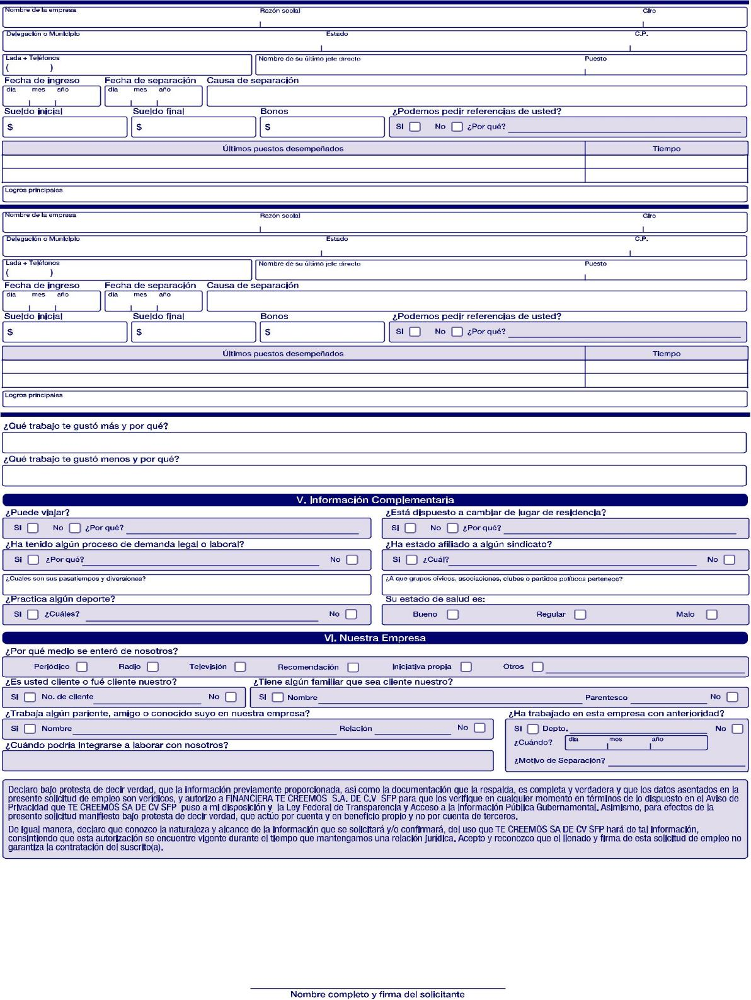 Nombre de la empresa Razón social Giro
Delegación o Municipio Estado C.P.
Lada + Teléfonos Nombre de su último jefe directo Puesto
( )
Fecha de ingreso Fecha de separación Causa de separación
día mes año día mes año
Sueldo inicial Sueldo final Bonos ¿Podemos pedir referencias de usted?
$ $ $ SI No ¿Por qué?
Últimos puestos desempeñados Tiempo
Logros principales
Nombre de la empresa Razón social Giro
Delegación o Municipio Estado C.P.
Lada + Teléfonos Nombre de su último jefe directo Puesto
( )
Fecha de ingreso Fecha de separación Causa de separación
día mes año día mes año
Sueldo inicial Sueldo final Bonos ¿Podemos pedir referencias de usted?
$ $ $ SI No ¿Por qué?
Últimos puestos desempeñados Tiempo
Logros principales
¿Qué trabajo te gustó más y por qué?
¿Qué trabajo te gustó menos y por qué?
V. Información Complementaria
¿Puede viajar? ¿Está dispuesto a cambiar de lugar de residencia?
SI No ¿Por qué? Si No ¿Por qué?
¿Ha tenido algún proceso de demanda legal o laboral? ¿Ha estado afiliado a algún sindicato?
Si ¿Por qué? No Si ¿Cuál? No
¿Cuáles son sus pasatiempos y diversiones? ¿A que grupos cívicos, asociaciones, clubes o partidos políticos pertenece?
¿Practica algún deporte? Su estado de salud es:
SI ¿Cuáles? No Bueno Regular Malo
VI. Nuestra Empresa
¿Por qué medio se enteró de nosotros?
Periódico Radio Televisión Recomendación Iniciativa propia Otros
¿Es usted cliente o fué cliente nuestro? ¿Tiene algún familiar que sea cliente nuestro?
SI No. de cliente No SI Nombre Parentesco No
¿Trabaja algún pariente, amigo o conocido suyo en nuestra empresa? ¿Ha trabajado en esta empresa con anterioridad?
Si Nombre Relación No SI Depto. No
¿Cuándo? día mes año
¿Cuándo podría integrarse a laborar con nosotros?
¿Motivo de Separación?
Declaro bajo protesta de decir verdad, que la información previamente proporcionada, así como la documentación que la respalda, es completa y verdadera y que los datos asentados en la
presente solicitud de empleo son verídicos, y autorizo a FINANCIERA TE CREEMOS S.A. DE C.V SFP para que los verifique en cualquier momento en términos de lo dispuesto en el Aviso de
Privacidad que TE CREEMOS SA DE CV SFP puso a mi disposición y la Ley Federal de Transparencia y Acceso a la Información Pública Gubernamental. Asimismo, para efectos de la
presente solicitud manifiesto bajo protesta de decir verdad, que actúo por cuenta y en beneficio propio y no por cuenta de terceros.
De igual manera, declaro que conozco la naturaleza y alcance de la información que se solicitará y/o confirmará, del uso que TE CREEMOS SA DE CV SFP hará de tal información,
consintiendo que esta autorización se encuentre vigente durante el tiempo que mantengamos una relación jurídica. Acepto y reconozco que el llenado y firma de esta solicitud de empleo no
garantiza la contratación del suscrito(a).
Nombre completo y firma del solicitante